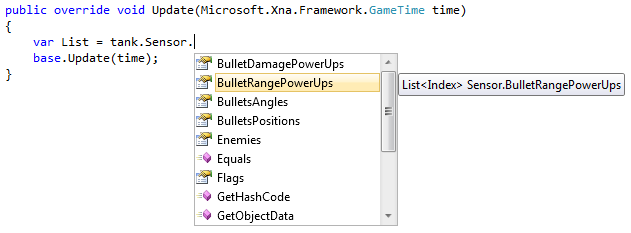 public override void Update(Microsoft.Xna.Framework.GameTime time)
{
var List = tank.Sensor.
base.Update(time);
}
BulletDamagePowerUps
BulletRangePowerUps
List<Index> Sensor.BulletRangePowerUps
BulletsAngles
BulletsPositions
Enemies
Equals
Flags
GetHashCode
GetObjectData